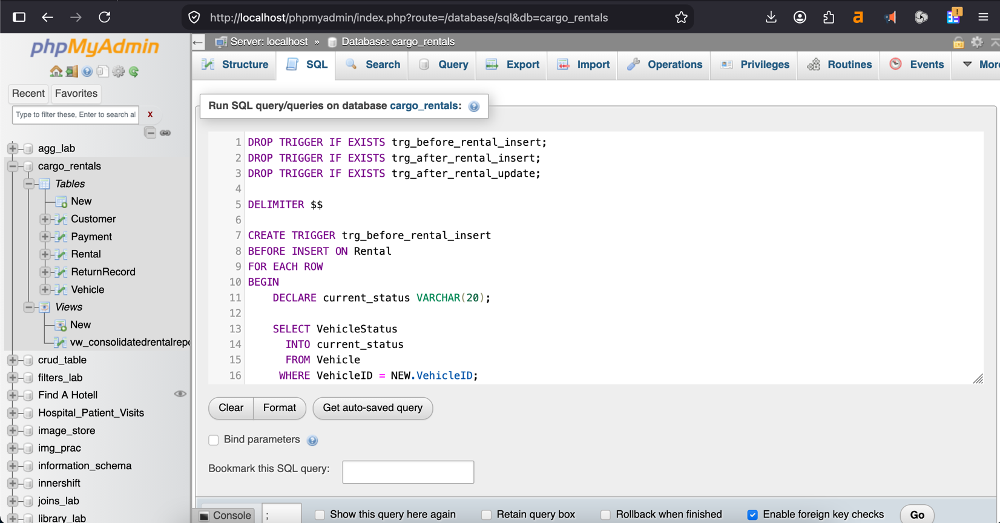 http://localhost/phpmyadmin/index.php?route=/database/sql&db=cargo_rentals
phpMyAdmin
Recent
Favorites
Type to filter these, Enter to search al
X
agg_lab
cargo_rentals
Tables
New
Customer
Payment
Rental
ReturnRecord
Vehicle
Views
New
vw_consolidatedrentalrepo
crud_table
filters_lab
Find A Hotell
Hospital_Patient_Visits
image_store
img_prac
information_schema
innershift
joins_lab
library_lab
Server: localhost » Database: cargo_rentals
Structure
SQL
Search
Query
Export
Import
Operations
Privileges
Routines
Events
More
Run SQL query/queries on database cargo_rentals:
1 DROP TRIGGER IF EXISTS trg_before_rental_insert;
2 DROP TRIGGER IF EXISTS trg_after_rental_insert;
3 DROP TRIGGER IF EXISTS trg_after_rental_update;
4
5 DELIMITER $$
6
7 CREATE TRIGGER trg_before_rental_insert
8 BEFORE INSERT ON Rental
9 FOR EACH ROW
10 BEGIN
11 DECLARE current_status VARCHAR(20);
12
13 SELECT VehicleStatus
14 INTO current_status
15 FROM Vehicle
16 WHERE VehicleID = NEW.VehicleID;
Clear
Format
Get auto-saved query
Bind parameters
Bookmark this SQL query:
Console
;
Show this query here again
Retain query box
Rollback when finished
Enable foreign key checks
Go